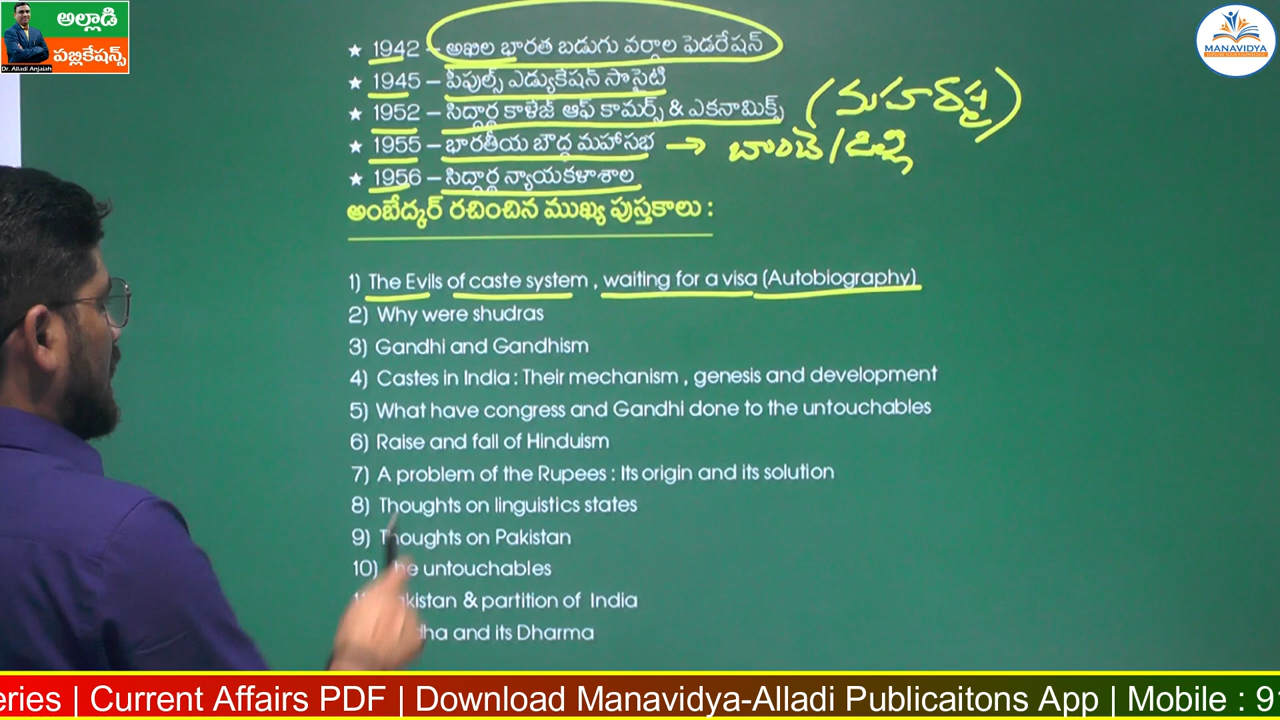 అల్లాడి
పబ్లికేషన్స్
Dr. Alladi Anjaiah
MANAVIDYA
★ 1942 – అఖిల భారత బడుగు వర్గాల ఫెడరేషన్
★ 1945 – పీపుల్స్ ఎడ్యుకేషన్ సొసైటి
★ 1952 – సిద్దార్థ కాలేజ్ ఆఫ్ కామర్స్ & ఎకనామిక్స్ (మహారాష్ట్ర)
★ 1955 – భారతీయ బౌద్ధ మహాసభ → బాంబె/ఢిల్లీ
★ 1956 – సిద్దార్థ న్యాయకళాశాల
అంబేద్కర్ రచించిన ముఖ్య పుస్తకాలు :
1) The Evils of caste system , waiting for a visa (Autobiography)
2) Why were shudras
3) Gandhi and Gandhism
4) Castes in India : Their mechanism , genesis and development
5) What have congress and Gandhi done to the untouchables
6) Raise and fall of Hinduism
7) A problem of the Rupees : Its origin and its solution
8) Thoughts on linguistics states
9) Thoughts on Pakistan
10) untouchables
& partition of India
and its Dharma
eries | Current Affairs PDF | Download Manavidya-Alladi Publicaitons App | Mobile : 9